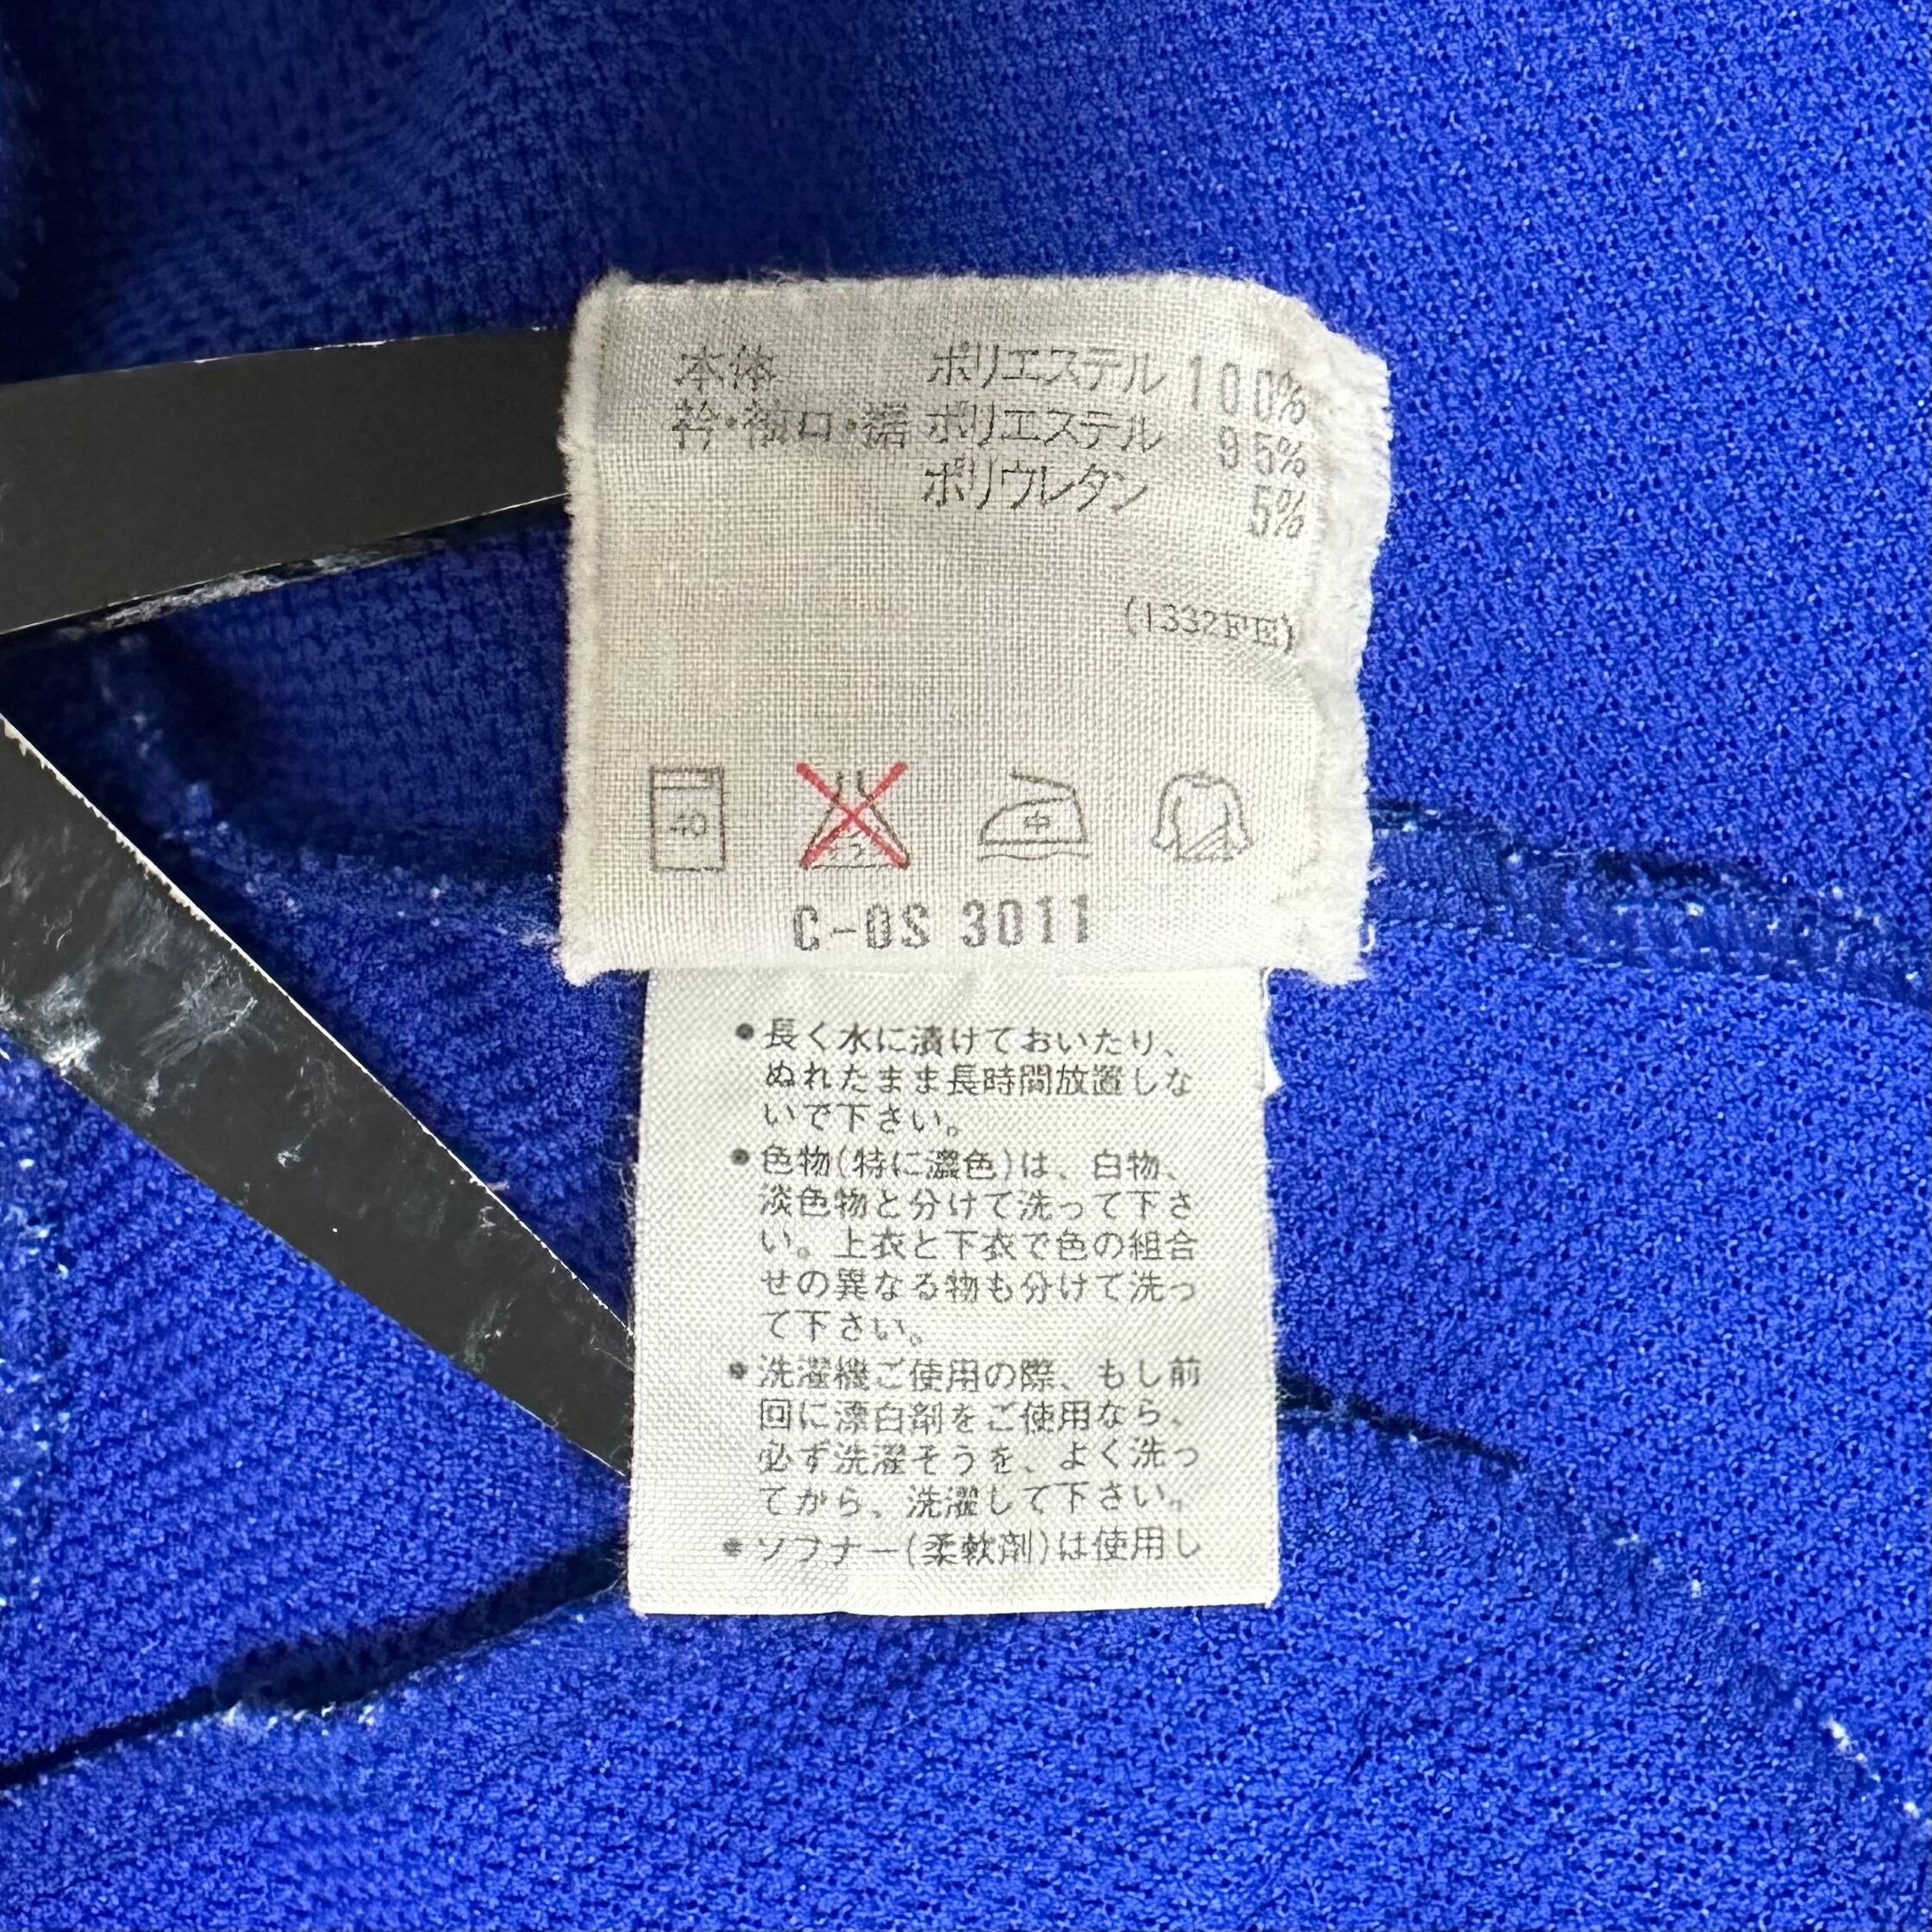 本体 ポリエステル 100%
衿・袖口・裾 ポリエステル 95%
ポリウレタン 5%
(1332FE)
40
中
C-OS 3011
●長く水に漬けておいたり、
ぬれたまま長時間放置しな
いで下さい。
●色物(特に濃色)は、白物、
淡色物と分けて洗って下さ
い。上衣と下衣で色の組合
せの異なる物も分けて洗っ
て下さい。
●洗濯機ご使用の際、もし前
回に漂白剤をご使用なら、
必ず洗濯そうを、よく洗っ
てから、洗濯して下さい。
●ソフナー(柔軟剤)は使用し